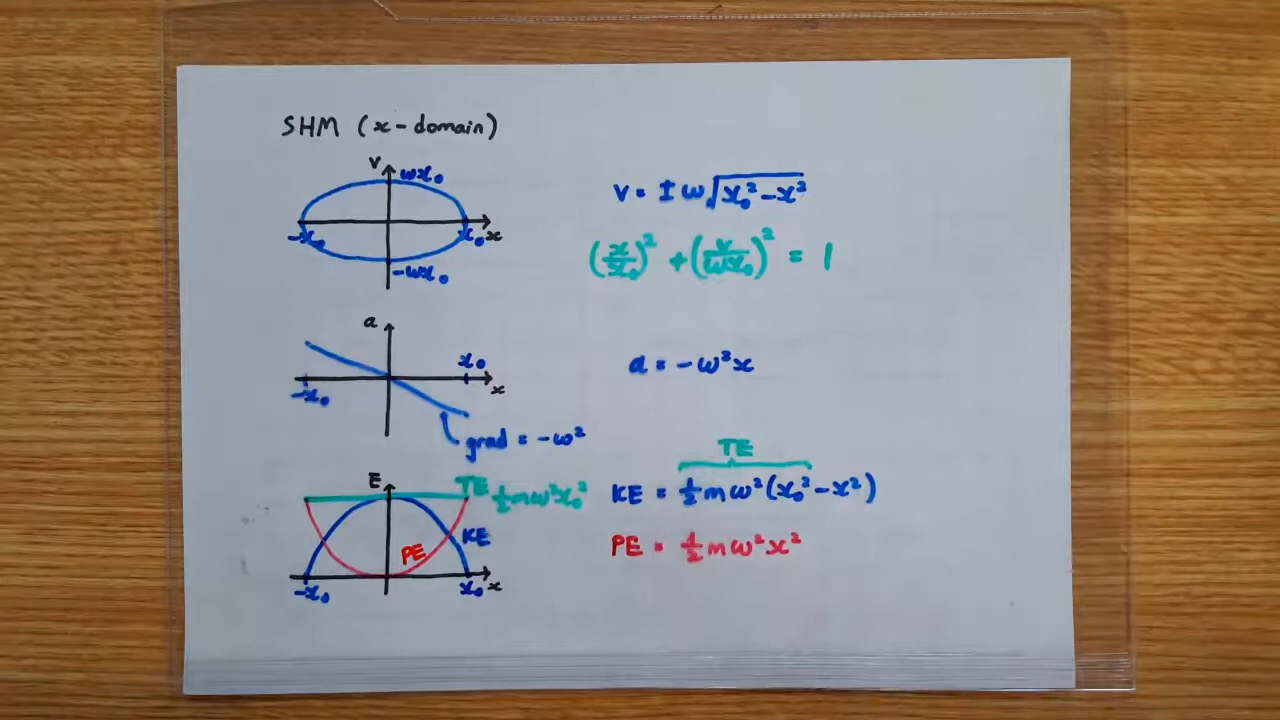 SHM (x-domain)
v
ωx₀
-x₀
x₀ x
-ωx₀
v = ± ω√(x₀² - x²)
(x/x₀)² + (v/ωx₀)² = 1
a
x₀
-x₀
x
grad = -ω²
a = -ω²x
E
TE ½mω²x₀²
KE
PE
-x₀
x₀ x
TE
KE = ½mω²(x₀² - x²)
PE = ½mω²x²